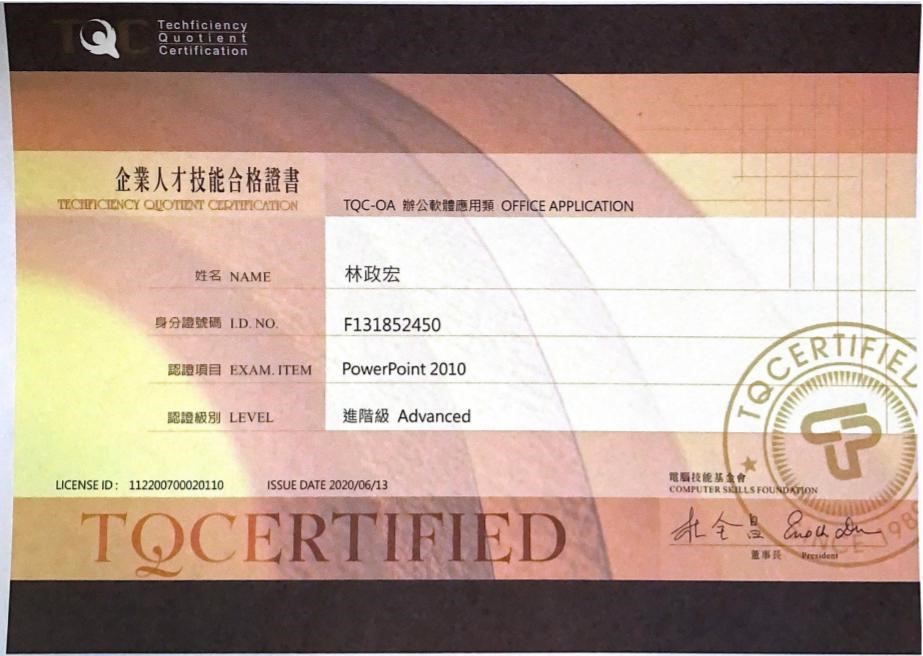 TQC
Techficiency
Quotient
Certification
企業人才技能合格證書
TECHFICIENCY QUOTIENT CERTIFICATION
TQC-OA 辦公軟體應用類 OFFICE APPLICATION
姓名 NAME 林政宏
身分證號碼 I.D. NO. F131852450
認證項目 EXAM. ITEM PowerPoint 2010
認證級別 LEVEL 進階級 Advanced
LICENSE ID： 112200700020110 ISSUE DATE 2020/06/13
電腦技能基金會
COMPUTER SKILLS FOUNDATION
TQCERTIFIED
董事長 President
TQCERTIFIED